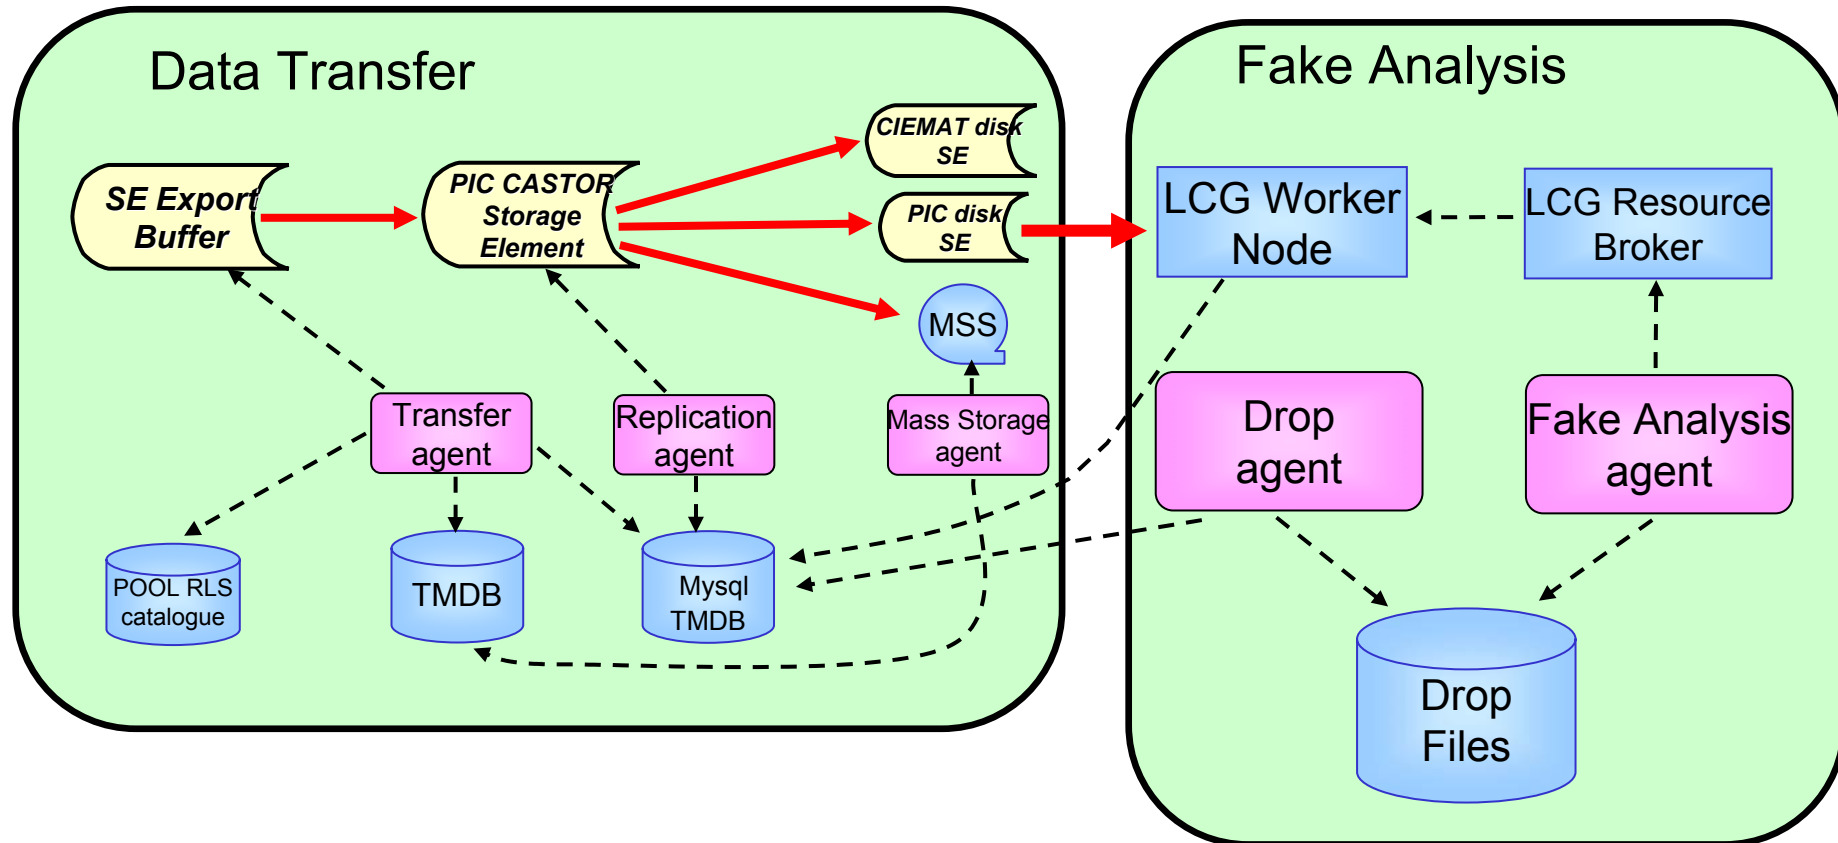 Data Transfer
Fake Analysis
SE Export
Buffer
PIC CASTOR
Storage
Element
CIEMAT disk
SE
PIC disk
SE
MSS
LCG Worker
Node
LCG Resource
Broker
Transfer
agent
Replication
agent
Mass Storage
agent
Drop
agent
Fake Analysis
agent
POOL RLS
catalogue
TMDB
Mysql
TMDB
Drop
Files